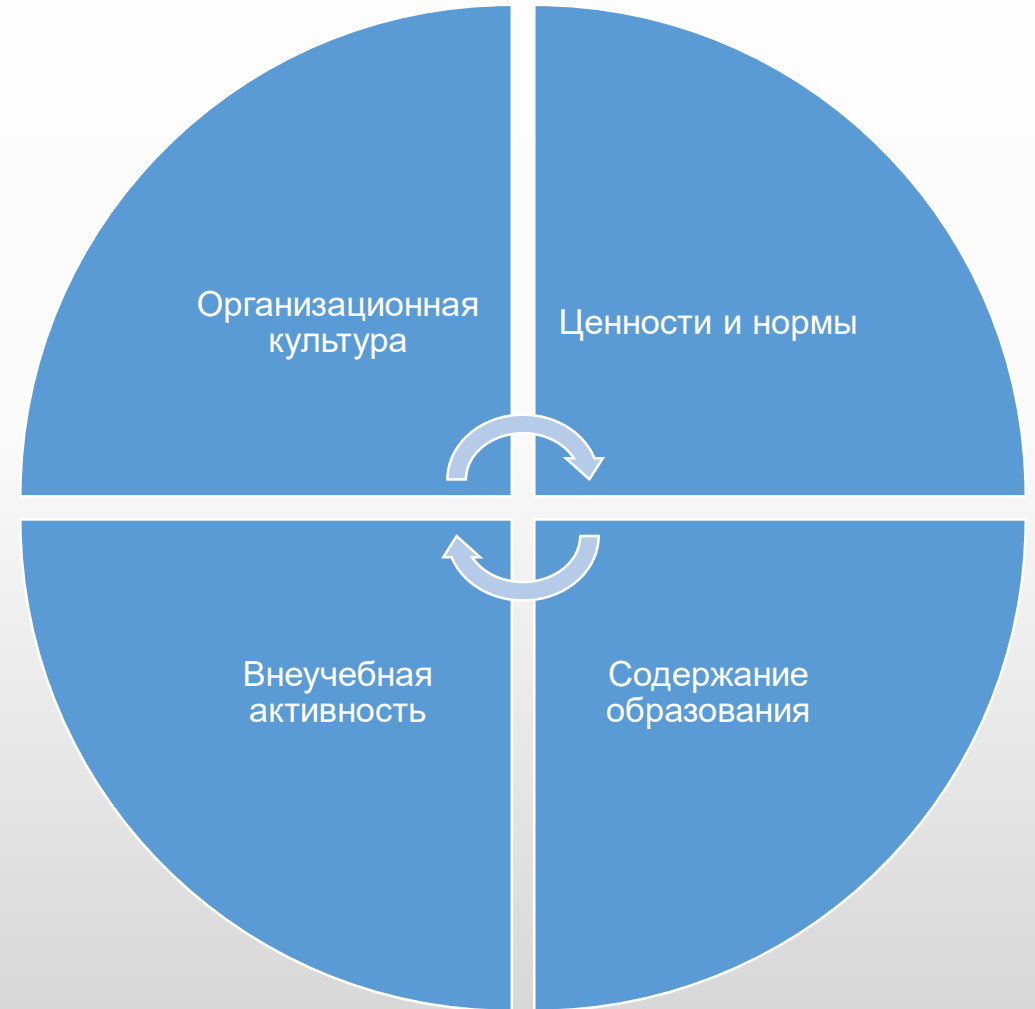 Организационная
культура
Ценности и нормы
Внеучебная
активность
Содержание
образования